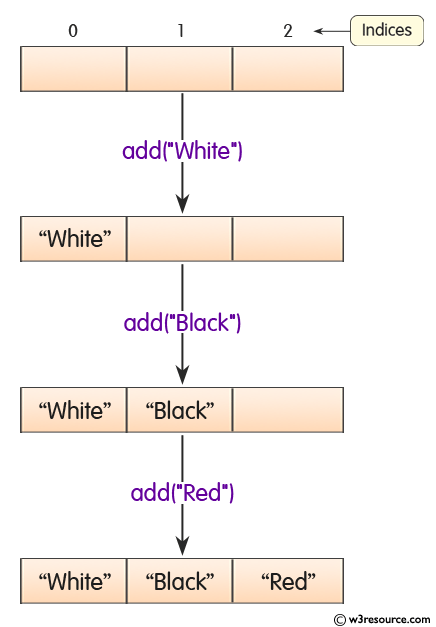 0 1 2 Indices
add("White")
“White”
add("Black")
“White” “Black”
add("Red")
“White” “Black” “Red”
© w3resource.com